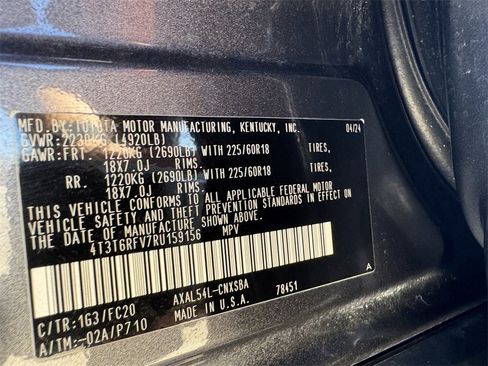 MFD.BY:TOYOTA MOTOR MANUFACTURING, KENTUCKY, INC. 04/24
GVWR:2230KG (4920LB)
GAWR:FRT. 1220KG (2690LB) WITH 225/60R18 TIRES,
18X7.0J RIMS.
RR. 1220KG (2690LB) WITH 225/60R18 TIRES,
18X7.0J RIMS.
THIS VEHICLE CONFORMS TO ALL APPLICABLE FEDERAL MOTOR
VEHICLE SAFETY AND THEFT PREVENTION STANDARDS IN EFFECT ON
THE DATE OF MANUFACTURE SHOWN ABOVE.
4T3T6RFV7RU159156 MPV
C/TR:1G3/FC20 AXAL54L-CNXSBA A
A/TM:-02A/P710 MADE IN U.S.A. 78451